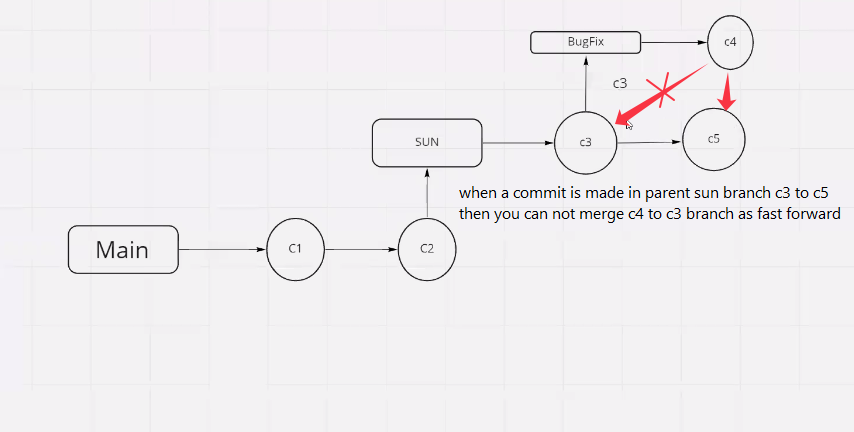 BugFix
c4
c3
SUN
c3
c5
when a commit is made in parent sun branch c3 to c5
then you can not merge c4 to c3 branch as fast forward
Main
C1
C2